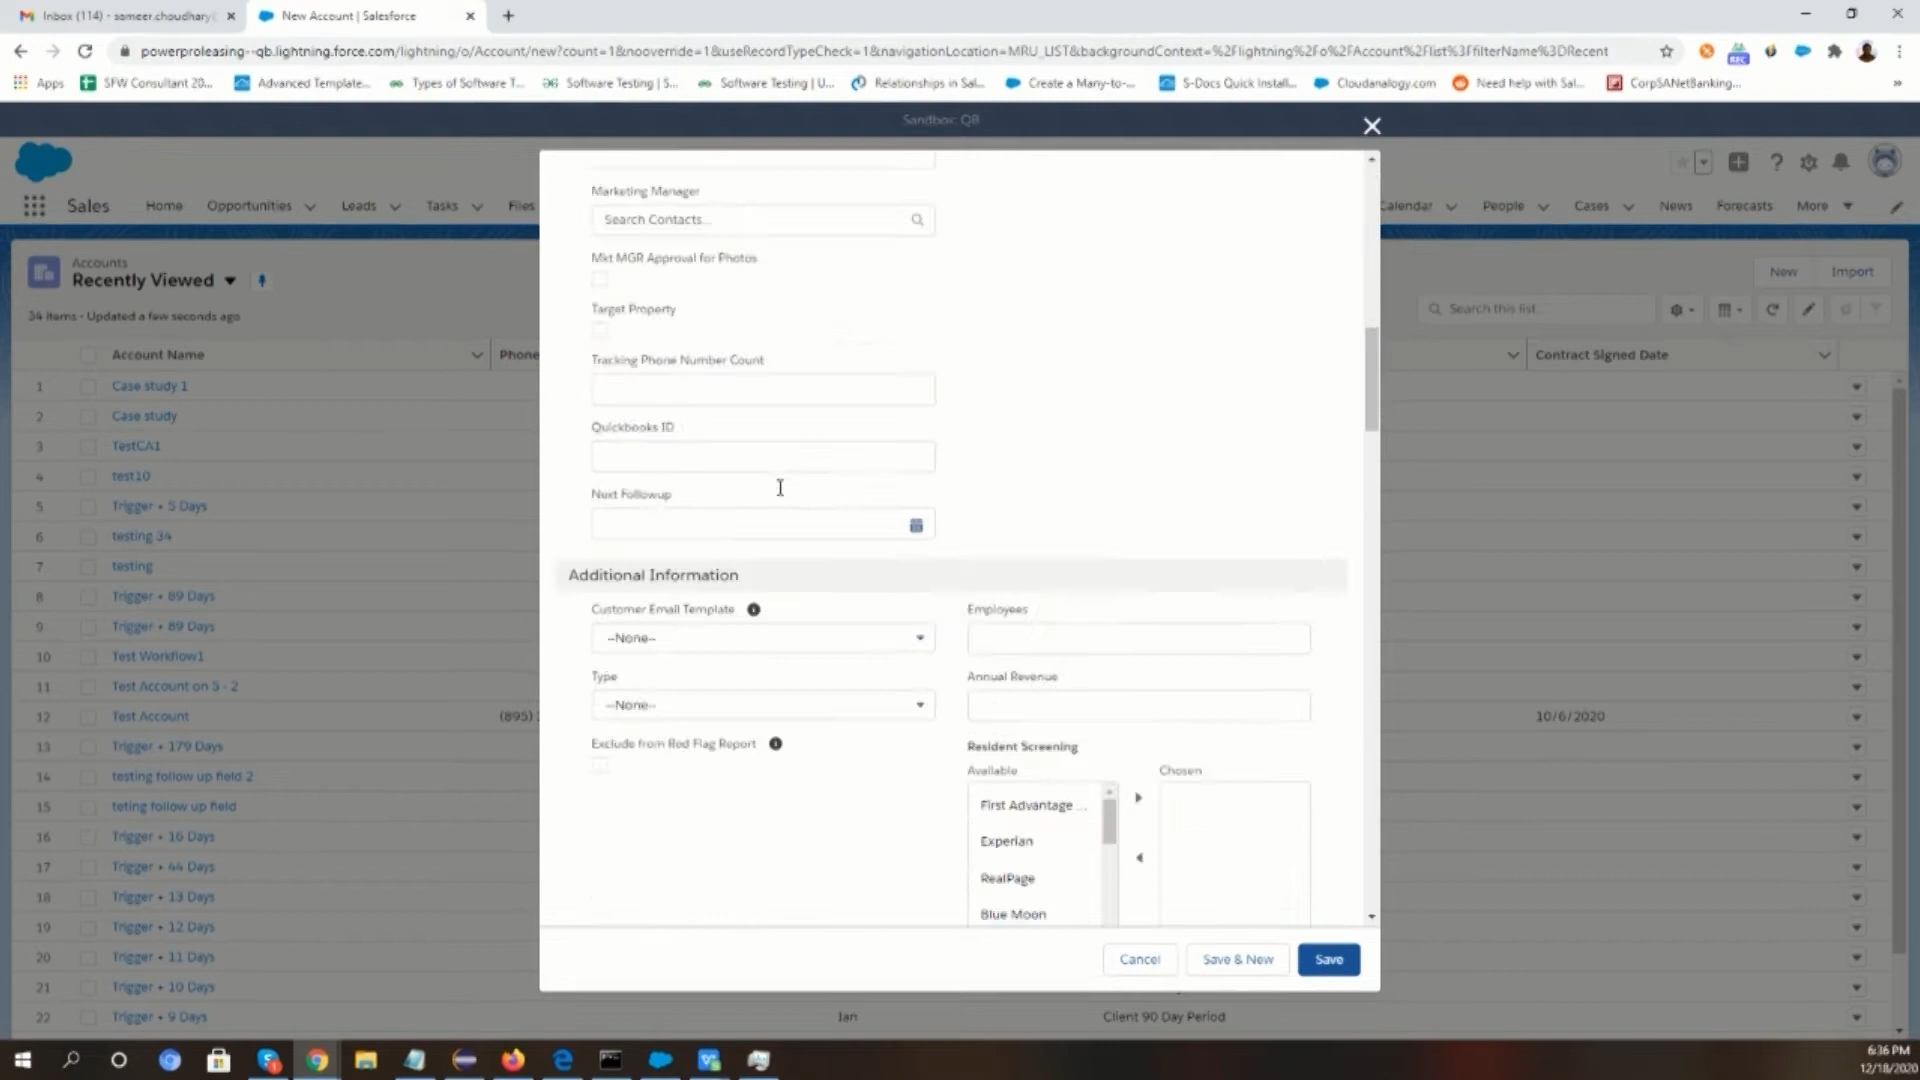 Inbox (114) - sameer.choudhary
New Account | Salesforce
powerproleasing--qb.lightning.force.com/lightning/o/Account/new?count=1&nooverride=1&useRecordTypeCheck=1&navigationLocation=MRU_LIST&backgroundContext=%2Flightning%2Fo%2FAccount%2Flist%3FfilterName%3DRecent
REC
Apps
SFW Consultant 20...
Advanced Template...
Types of Software T...
Software Testing | S...
Software Testing | U...
Relationships in Sal...
Create a Many-to-...
S-Docs Quick Install...
Cloudanalogy.com
Need help with Sal...
CorpSANetBanking...
Sandbox: QB
Sales
Home
Opportunities
Leads
Tasks
Files
Calendar
People
Cases
News
Forecasts
More
Accounts
Recently Viewed
New
Import
34 items • Updated a few seconds ago
Search this list...
Account Name
Phone
Contract Signed Date
1 Case study 1
2 Case study
3 TestCA1
4 test10
5 Trigger + 5 Days
6 testing 34
7 testing
8 Trigger + 89 Days
9 Trigger + 89 Days
10 Test Workflow1
11 Test Account on 5 - 2
12 Test Account (895) 10/6/2020
13 Trigger + 179 Days
14 testing follow up field 2
15 teting follow up field
16 Trigger + 16 Days
17 Trigger + 44 Days
18 Trigger + 13 Days
19 Trigger + 12 Days
20 Trigger + 11 Days
21 Trigger + 10 Days
22 Trigger + 9 Days Ian Client 90 Day Period
Marketing Manager
Search Contacts...
Mkt MGR Approval for Photos
Target Property
Tracking Phone Number Count
Quickbooks ID
Next Followup
Additional Information
Customer Email Template
--None--
Employees
Type
--None--
Annual Revenue
Exclude from Red Flag Report
Resident Screening
Available
Chosen
First Advantage ...
Experian
RealPage
Blue Moon
Cancel
Save & New
Save
6:36 PM
12/18/2020